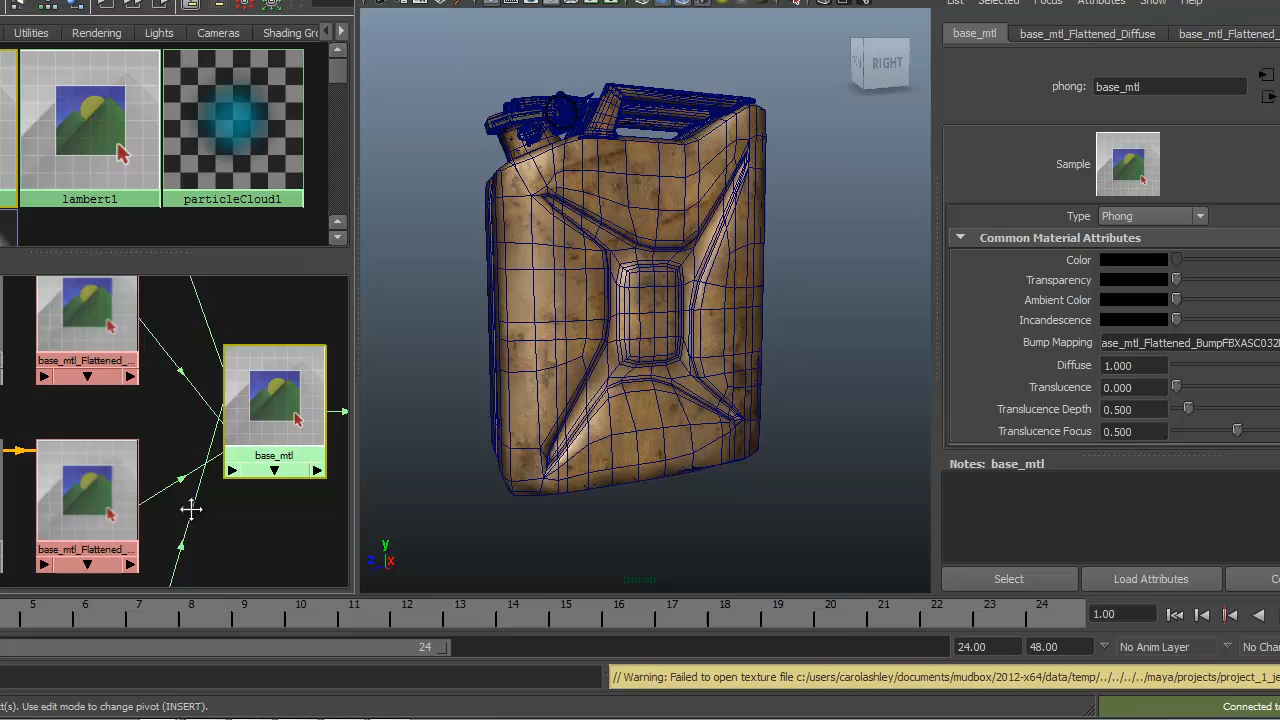 List Selected Focus Attributes Show Help
Utilities Rendering Lights Cameras Shading Gr
base_mtl base_mtl_Flattened_Diffuse base_mtl_Flattened_
RIGHT
phong: base_mtl
Sample
lambert1 particleCloud1
Type Phong
Common Material Attributes
Color
Transparency
Ambient Color
Incandescence
Bump Mapping ase_mtl_Flattened_BumpFBXASC032
Diffuse 1.000
Translucence 0.000
Translucence Depth 0.500
Translucence Focus 0.500
base_mtl_Flattened_...
base_mtl
base_mtl_Flattened_...
Notes: base_mtl
y
z x
(persp)
Select Load Attributes
5 6 7 8 9 10 11 12 13 14 15 16 17 18 19 20 21 22 23 24 1.00
24 24.00 48.00 No Anim Layer No Cha
// Warning: Failed to open texture file c:/users/carolashley/documents/mudbox/2012-x64/data/temp/../../../../maya/projects/project_1_je
ct(s). Use edit mode to change pivot (INSERT).
Connected to